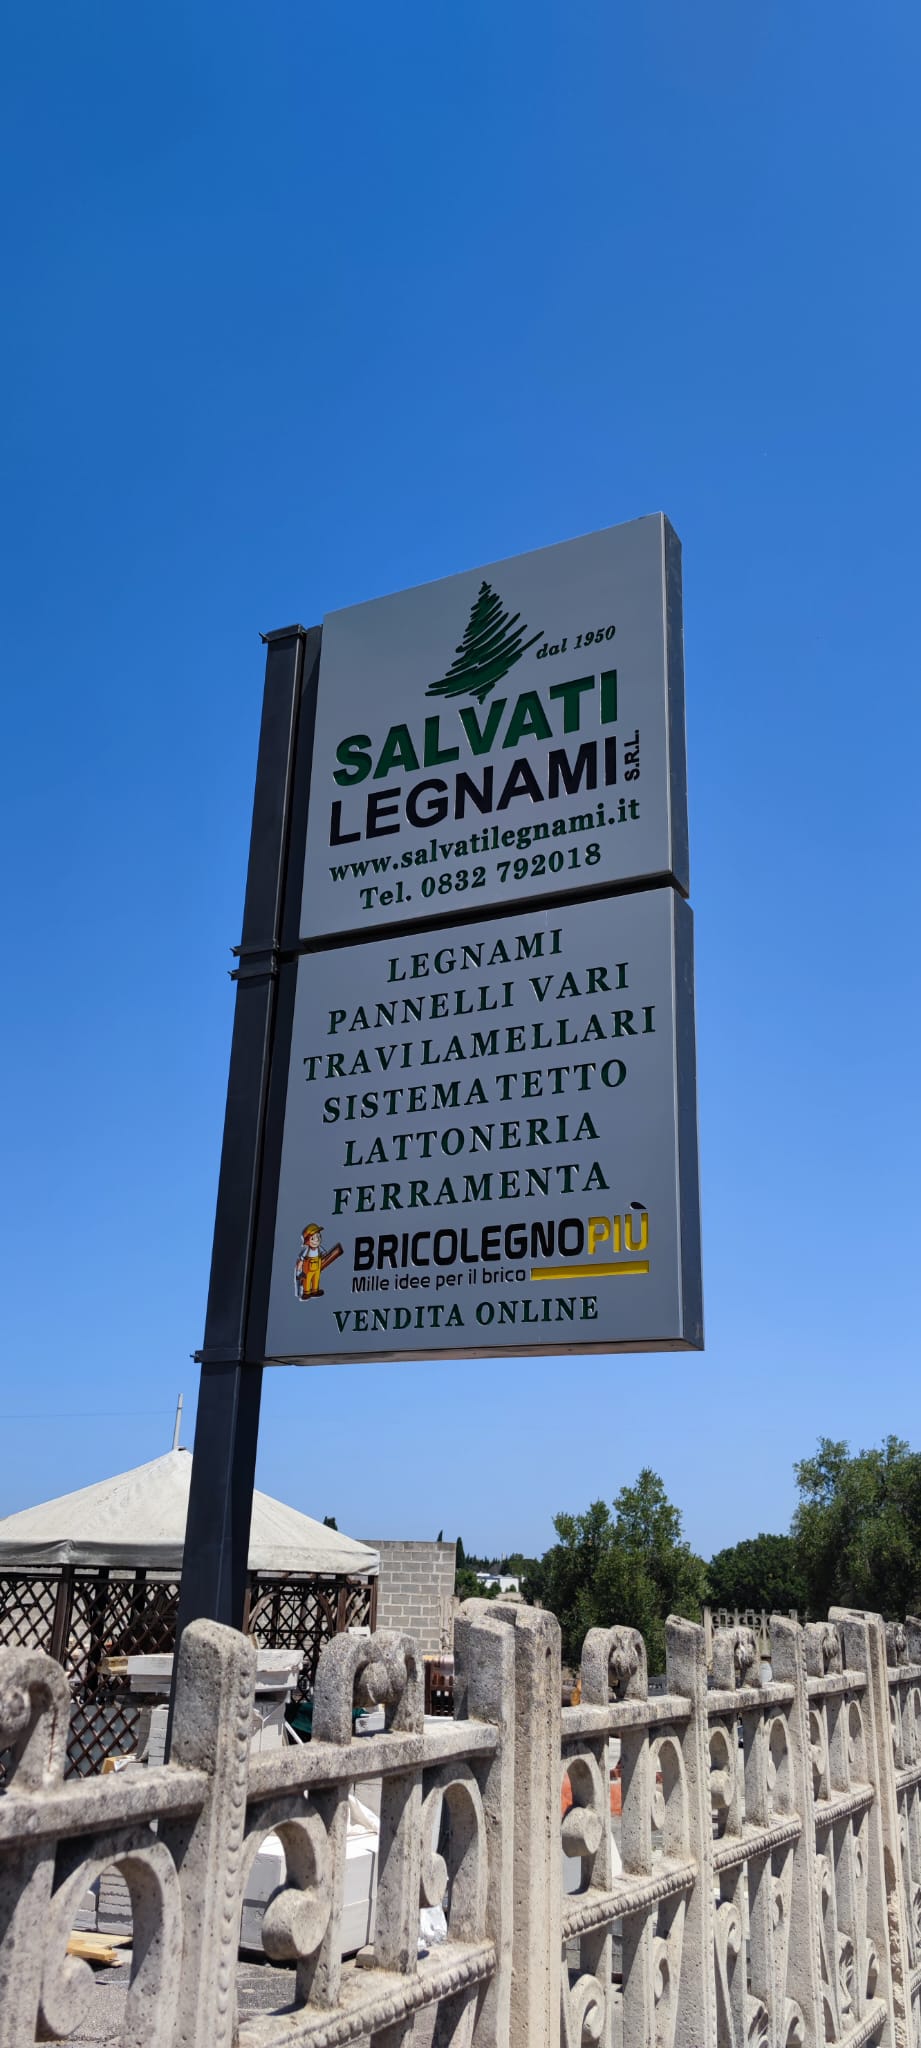 dal 1950
SALVATI
LEGNAMI S.R.L.
www.salvatilegnami.it
Tel. 0832 792018
LEGNAMI
PANNELLI VARI
TRAVI LAMELLARI
SISTEMA TETTO
LATTONERIA
FERRAMENTA
BRICOLEGNOPIÙ
Mille idee per il brico
VENDITA ONLINE